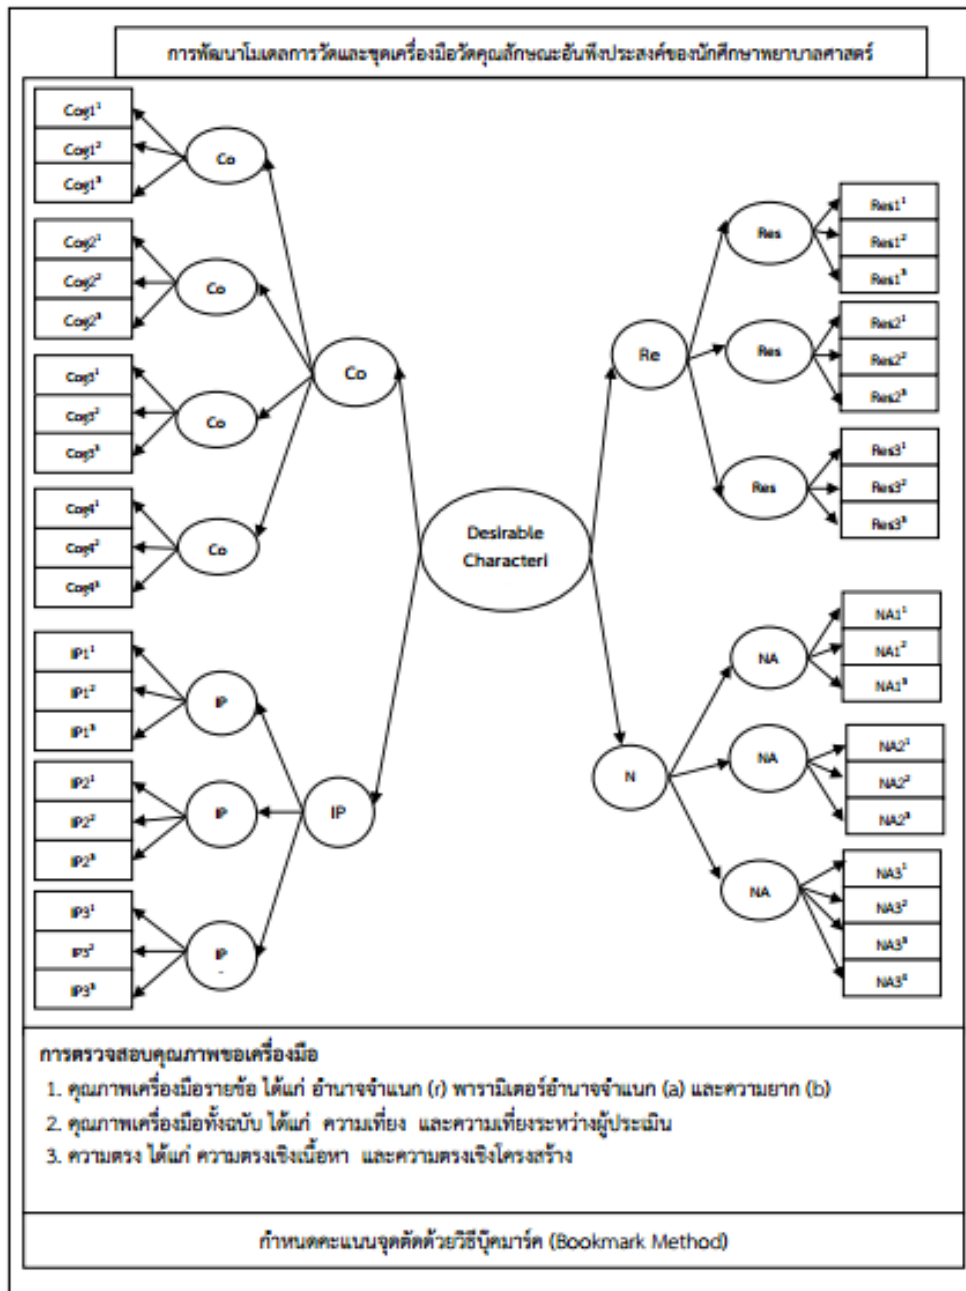 การพัฒนาโมเดลการวัดและชุดเครื่องมือวัดคุณลักษณะอันพึงประสงค์ของนักศึกษาพยาบาลศาสตร์
Cog1¹
Cog1²
Cog1³
Co
Cog2¹
Cog2²
Cog2³
Co
Cog3¹
Cog3²
Cog3³
Co
Cog4¹
Cog4²
Cog4³
Co
Co
IP1¹
IP1²
IP1³
IP
IP2¹
IP2²
IP2³
IP
IP3¹
IP3²
IP3³
IP
IP
Desirable
Characteri
Re
Res
Res1¹
Res1²
Res1³
Res
Res2¹
Res2²
Res2³
Res
Res3¹
Res3²
Res3³
N
NA
NA1¹
NA1²
NA1³
NA
NA2¹
NA2²
NA2³
NA
NA3¹
NA3²
NA3³
การตรวจสอบคุณภาพขอเครื่องมือ
1. คุณภาพเครื่องมือรายข้อ ได้แก่ อำนาจจำแนก (r) พารามิเตอร์อำนาจจำแนก (a) และความยาก (b)
2. คุณภาพเครื่องมือทั้งฉบับ ได้แก่ ความเที่ยง และความเที่ยงระหว่างผู้ประเมิน
3. ความตรง ได้แก่ ความตรงเชิงเนื้อหา และความตรงเชิงโครงสร้าง
กำหนดคะแนนจุดตัดด้วยวิธีบุ๊คมาร์ค (Bookmark Method)